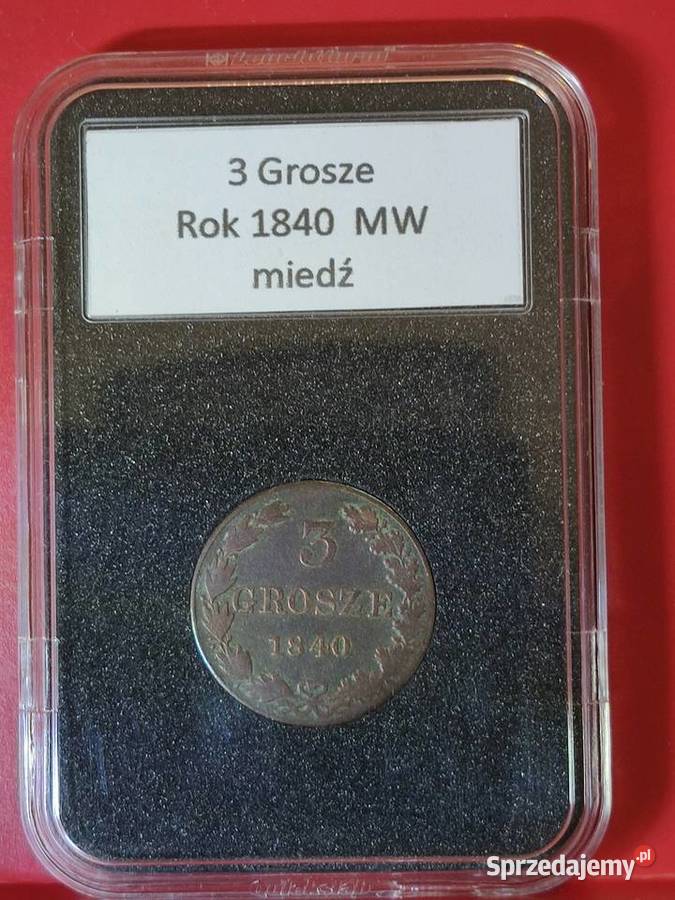 3 Grosze
Rok 1840 MW
miedź
3
GROSZE
1840
Sprzedajemy.pl